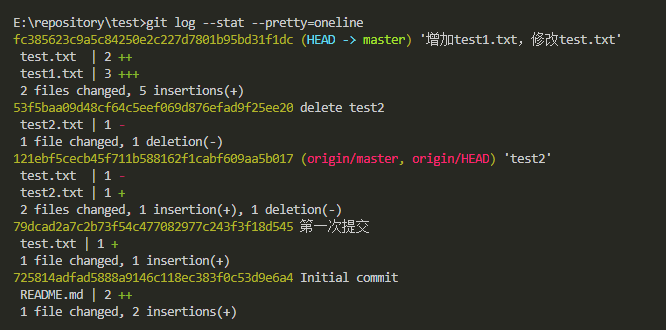 E:\repository\test>git log --stat --pretty=oneline
fc385623c9a5c84250e2c227d7801b95bd31f1dc (HEAD -> master) '增加test1.txt，修改test.txt'
test.txt | 2 ++
test1.txt | 3 +++
2 files changed, 5 insertions(+)
53f5baa09d48cf64c5eef069d876efad9f25ee20 delete test2
test2.txt | 1 -
1 file changed, 1 deletion(-)
121ebf5cecb45f711b588162f1cabf609aa5b017 (origin/master, origin/HEAD) 'test2'
test.txt | 1 -
test2.txt | 1 +
2 files changed, 1 insertion(+), 1 deletion(-)
79dcad2a7c2b73f54c477082977c243f3f18d545 第一次提交
test.txt | 1 +
1 file changed, 1 insertion(+)
725814adfad5888a9146c118ec383f0c53d9e6a4 Initial commit
README.md | 2 ++
1 file changed, 2 insertions(+)